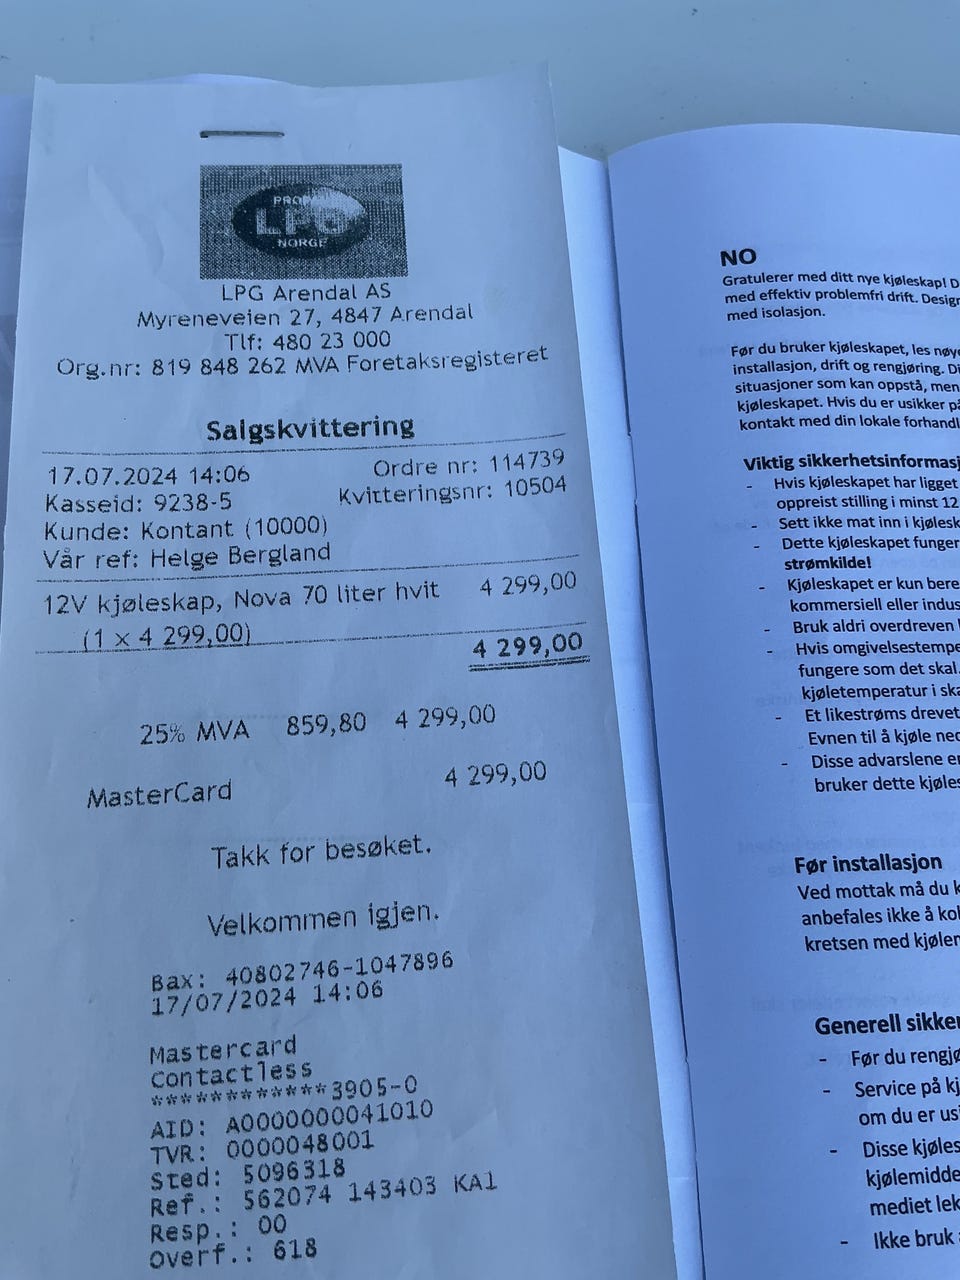 PROPAN
LPG
NORGE
LPG Arendal AS
Myreneveien 27, 4847 Arendal
Tlf: 480 23 000
Org.nr: 819 848 262 MVA Foretaksregisteret
Salgskvittering
17.07.2024 14:06 Ordre nr: 114739
Kasseid: 9238-5 Kvitteringsnr: 10504
Kunde: Kontant (10000)
Vår ref: Helge Bergland
12V kjøleskap, Nova 70 liter hvit 4 299,00
(1 x 4 299,00)
4 299,00
25% MVA 859,80 4 299,00
MasterCard 4 299,00
Takk for besøket.
Velkommen igjen.
Bax: 40802746-1047896
17/07/2024 14:06
Mastercard
Contactless
************3905-0
AID: A0000000041010
TVR: 0000048001
Sted: 5096318
Ref.: 562074 143403 KA1
Resp.: 00
Overf.: 618
NO
Gratulerer med ditt nye kjøleskap! D
med effektiv problemfri drift. Design
med isolasjon.
Før du bruker kjøleskapet, les nøye
installasjon, drift og rengjøring. Di
situasjoner som kan oppstå, men
kjøleskapet. Hvis du er usikker på
kontakt med din lokale forhandl
Viktig sikkerhetsinformasj
- Hvis kjøleskapet har ligget
oppreist stilling i minst 12
- Sett ikke mat inn i kjølesk
- Dette kjøleskapet funger
strømkilde!
- Kjøleskapet er kun bere
kommersiell eller indus
- Bruk aldri overdreven
- Hvis omgivelsestempe
fungere som det skal.
kjøletemperatur i ska
- Et likestrøms drevet
Evnen til å kjøle ned
- Disse advarslene er
bruker dette kjøles
Før installasjon
Ved mottak må du k
anbefales ikke å kob
kretsen med kjølem
Generell sikker
- Før du rengjø
- Service på kj
om du er usi
- Disse kjøles
kjølemidde
mediet lek
- Ikke bruk